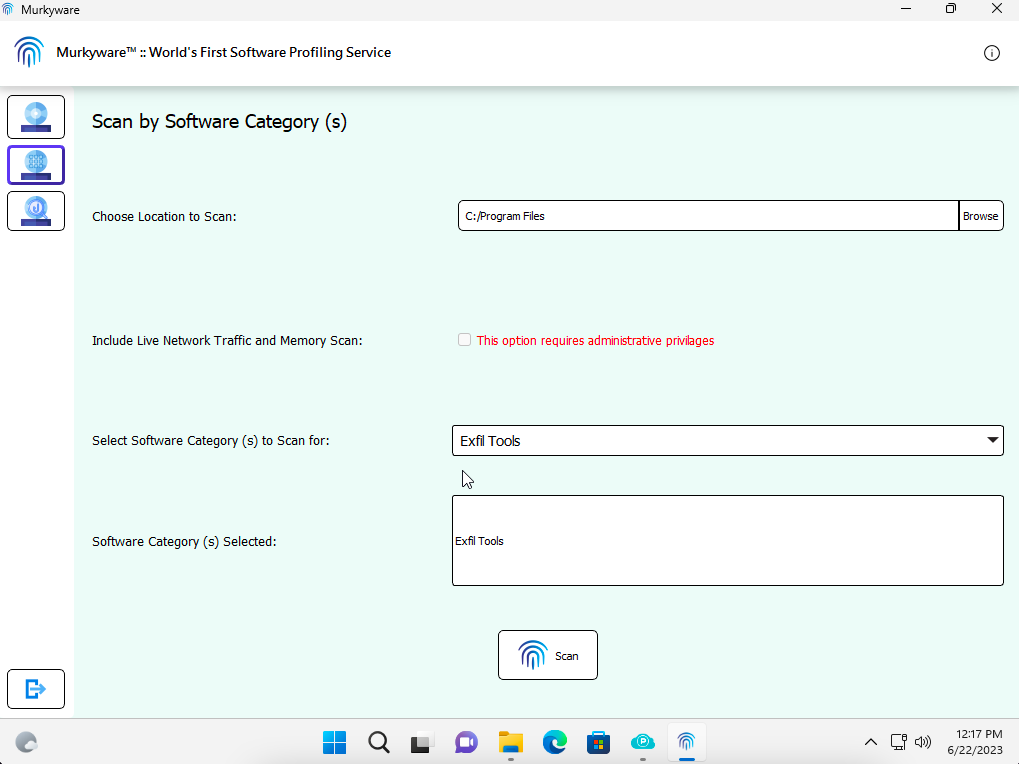 Murkyware
Murkyware™ :: World's First Software Profiling Service
Scan by Software Category (s)
Choose Location to Scan:
C:/Program Files
Browse
Include Live Network Traffic and Memory Scan:
This option requires administrative privilages
Select Software Category (s) to Scan for:
Exfil Tools
Software Category (s) Selected:
Exfil Tools
Scan
12:17 PM
6/22/2023